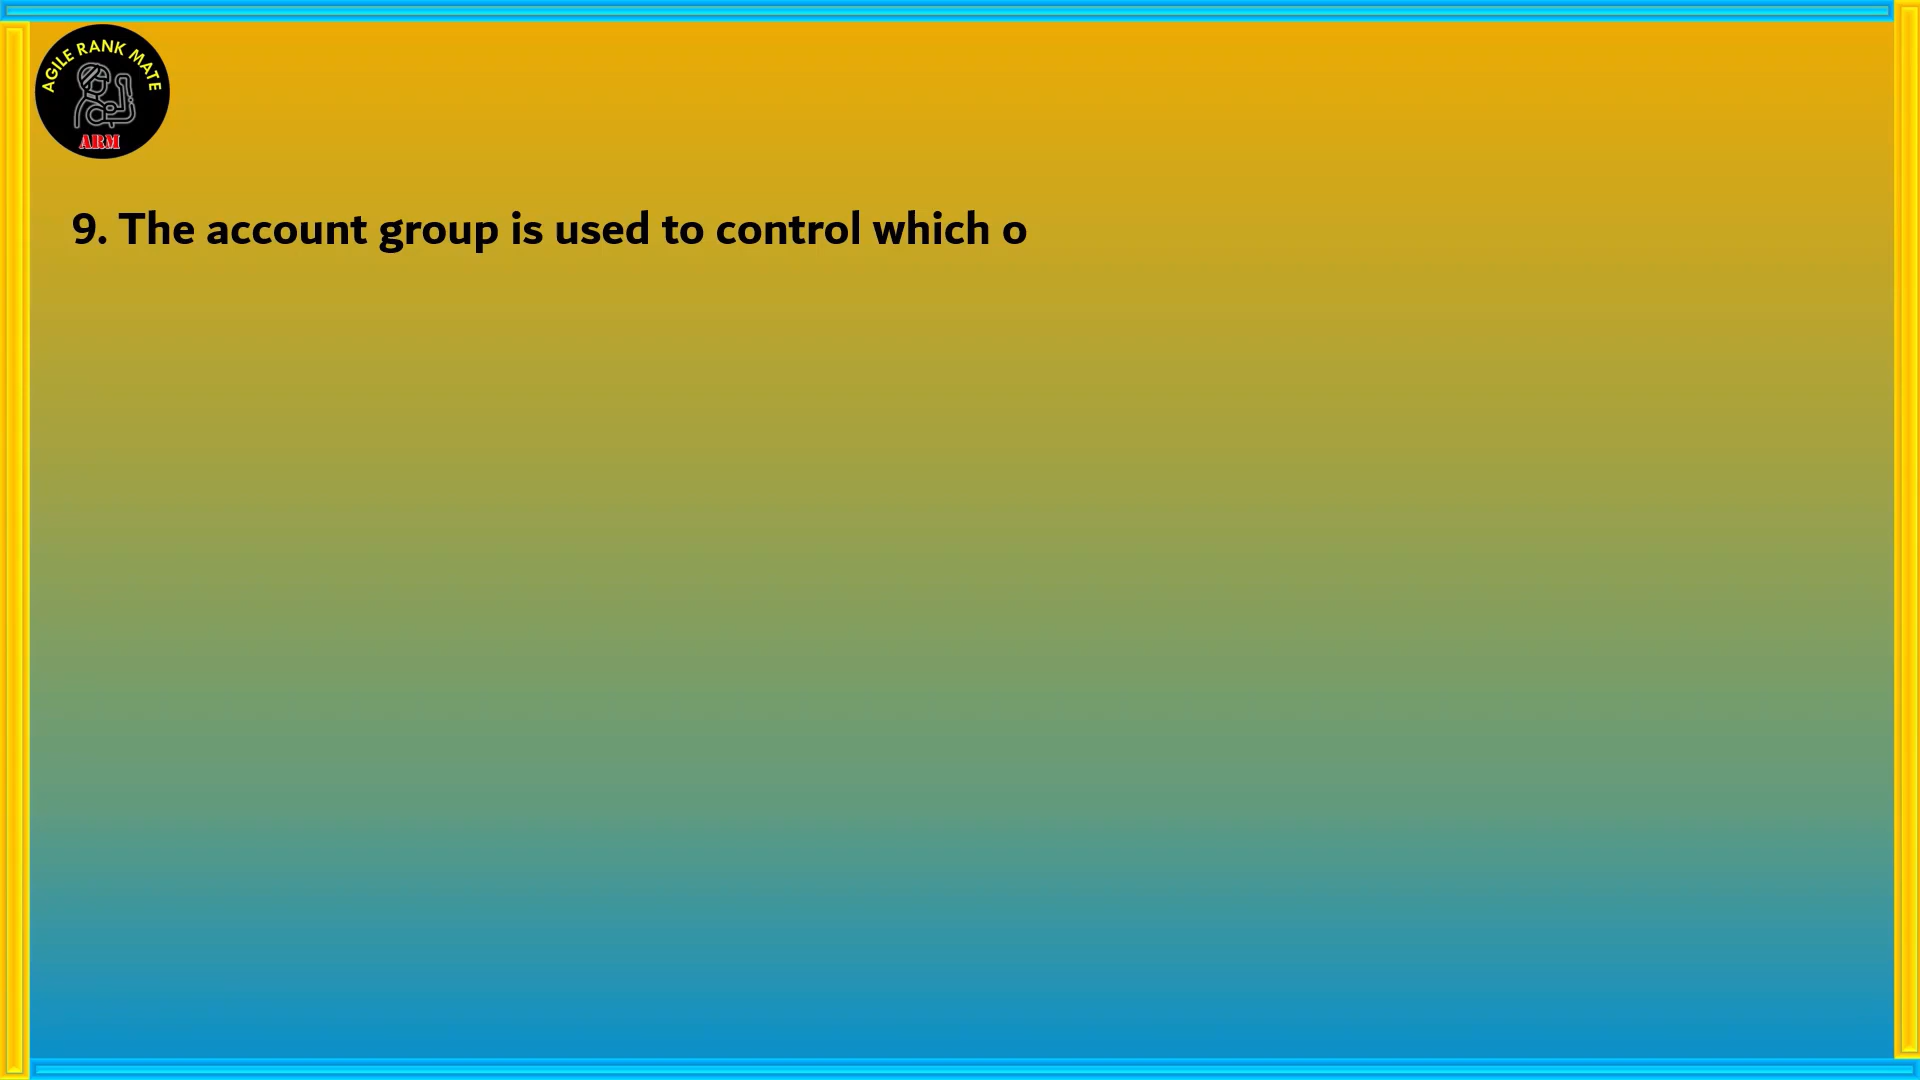 AGILE RANK MATE
ARM
9. The account group is used to control which o